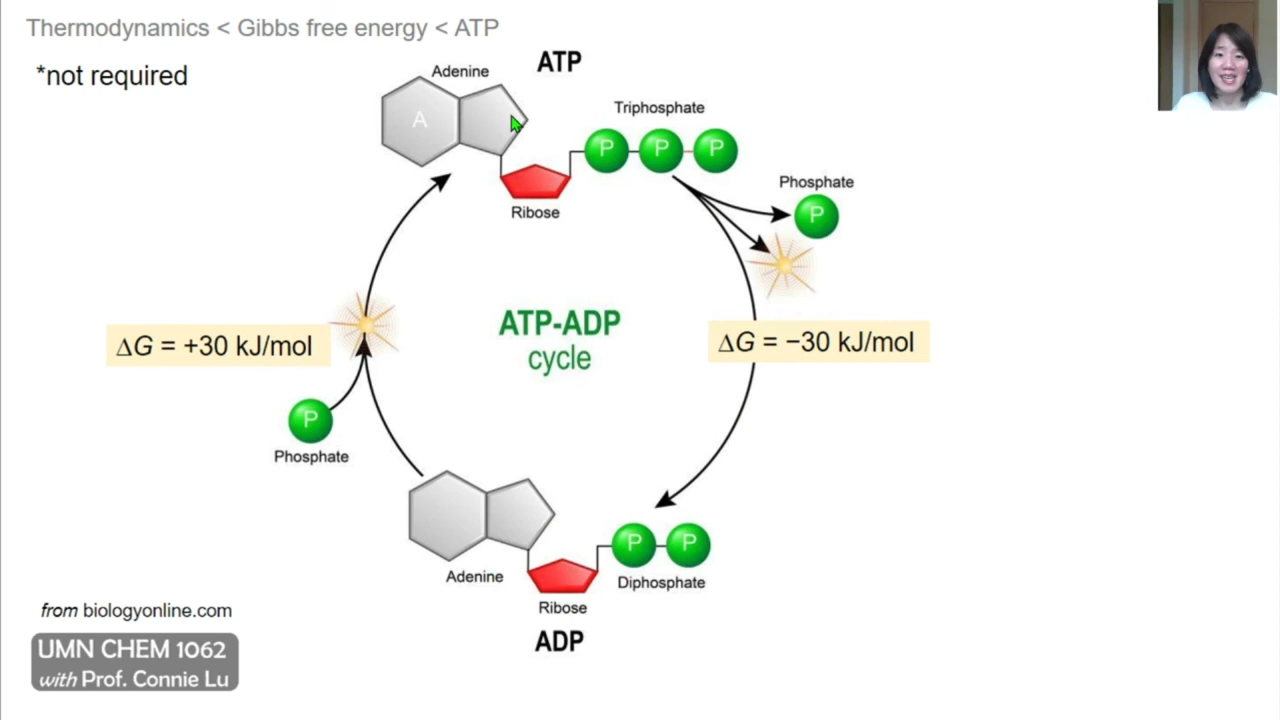 Thermodynamics < Gibbs free energy < ATP
*not required
ATP
Adenine
A
Triphosphate
P P P
Ribose
Phosphate
P
ATP-ADP
cycle
ΔG = +30 kJ/mol
ΔG = −30 kJ/mol
P
Phosphate
P P
Adenine
Diphosphate
Ribose
ADP
from biologyonline.com
UMN CHEM 1062
with Prof. Connie Lu